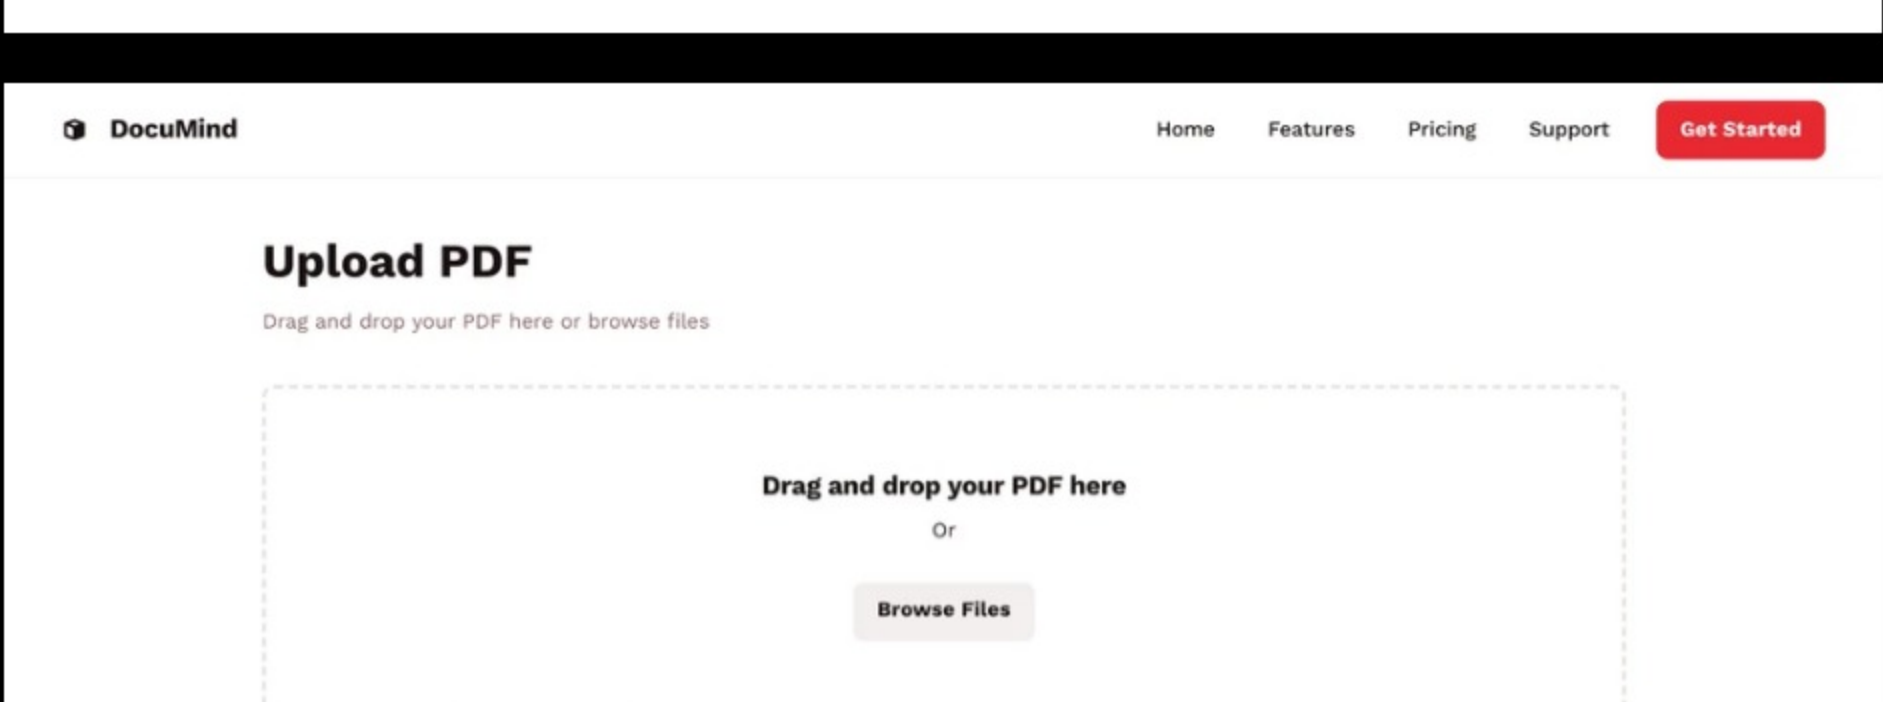 DocuMind
Home Features Pricing Support Get Started
Upload PDF
Drag and drop your PDF here or browse files
Drag and drop your PDF here
Or
Browse Files